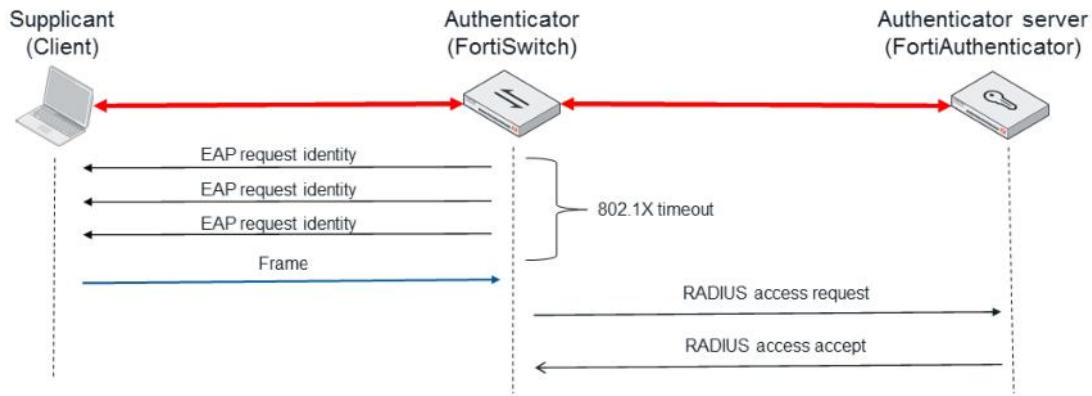 Supplicant
(Client)
Authenticator
(FortiSwitch)
Authenticator server
(FortiAuthenticator)
EAP request identity
EAP request identity
802.1X timeout
EAP request identity
Frame
RADIUS access request
RADIUS access accept